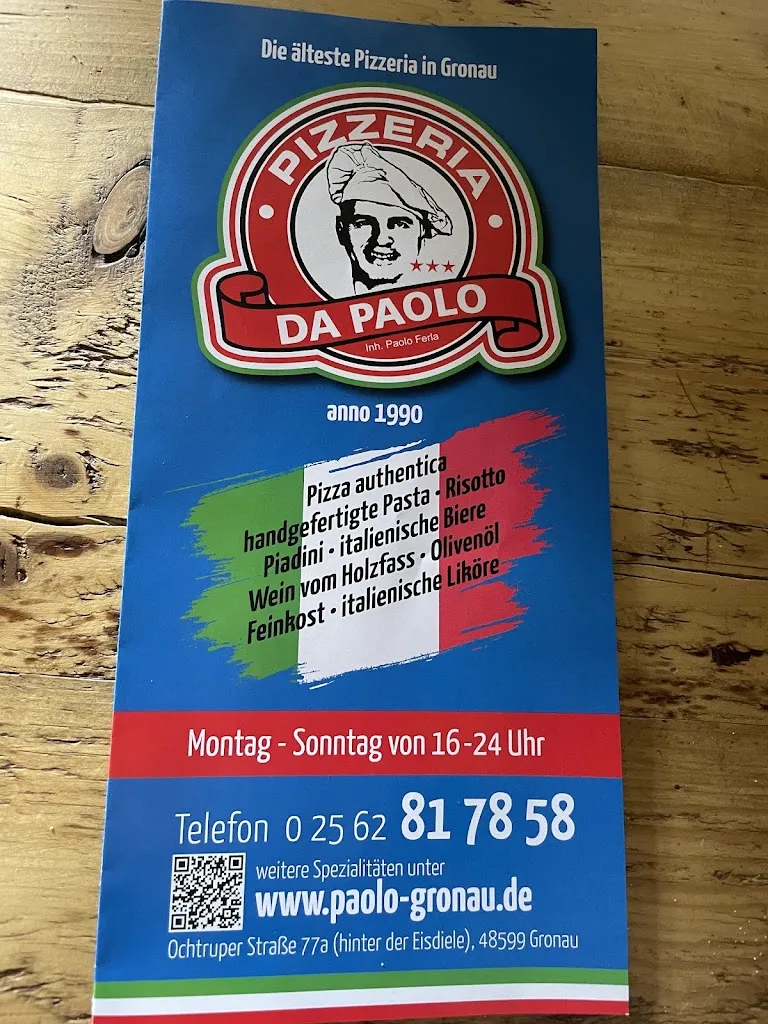 Die älteste Pizzeria in Gronau
PIZZERIA
DA PAOLO
Inh. Paolo Ferla
anno 1990
Pizza authentica
handgefertigte Pasta • Risotto
Piadini • italienische Biere
Wein vom Holzfass • Olivenöl
Feinkost • italienische Liköre
Montag - Sonntag von 16-24 Uhr
Telefon 0 25 62 81 78 58
weitere Spezialitäten unter
www.paolo-gronau.de
Ochtruper Straße 77a (hinter der Eisdiele), 48599 Gronau